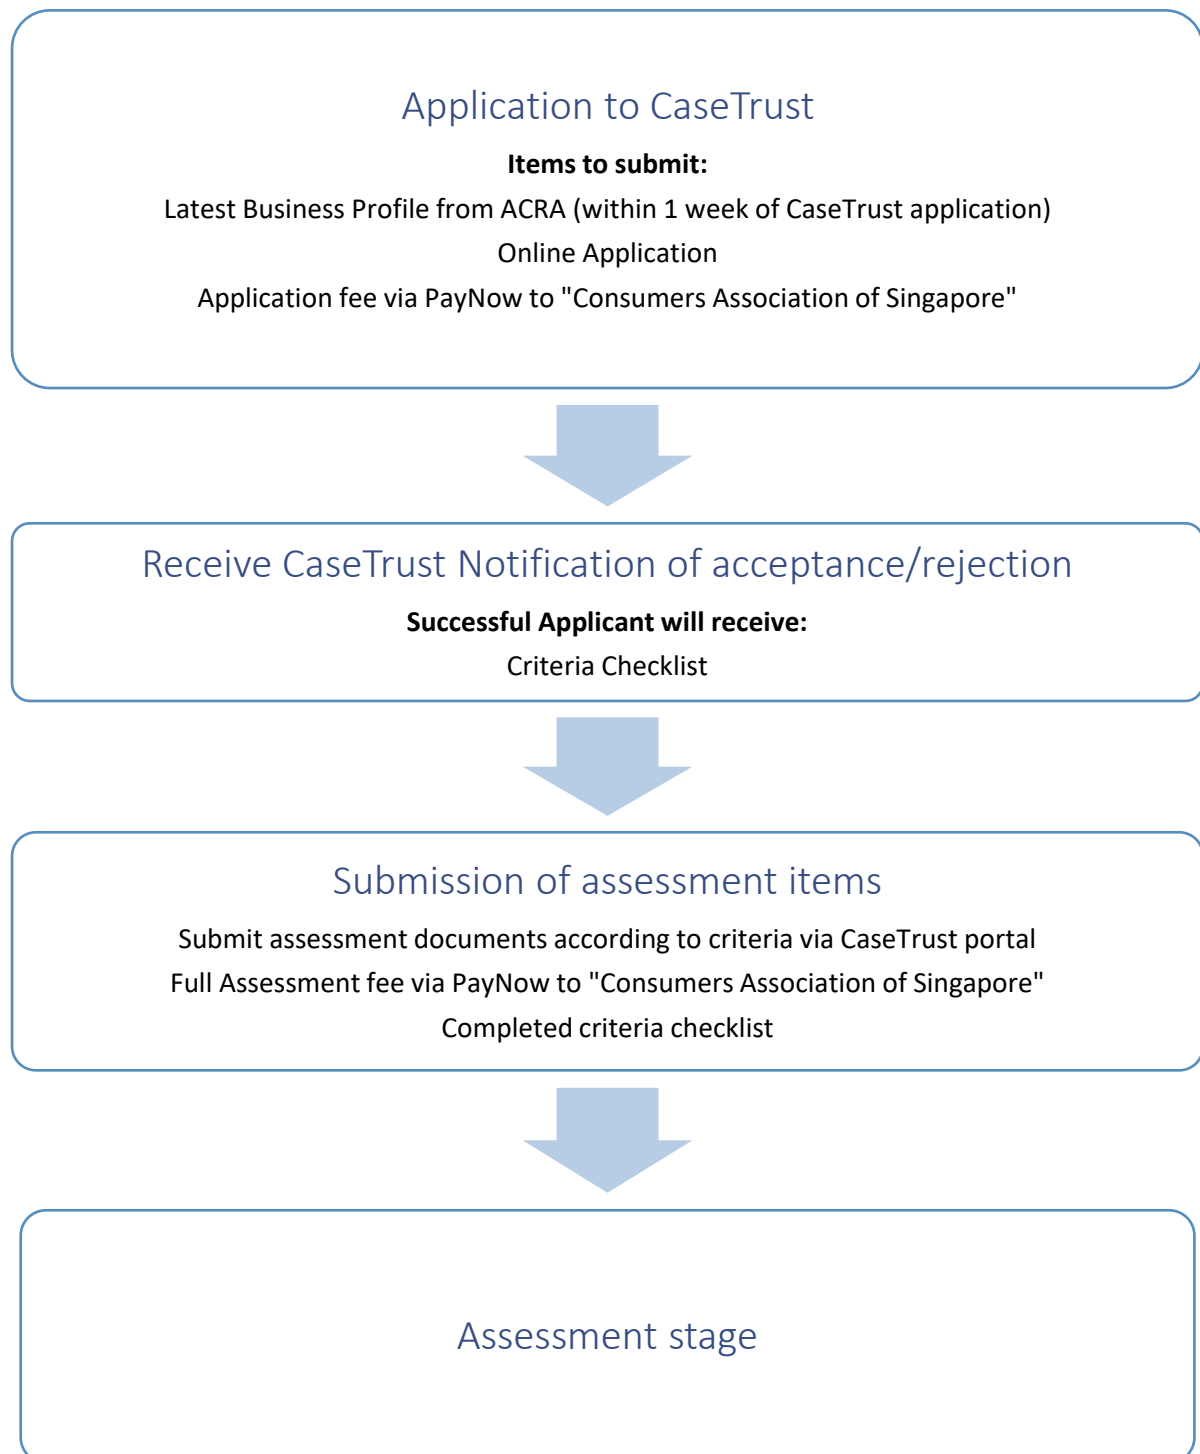 Application to CaseTrust
Items to submit:
Latest Business Profile from ACRA (within 1 week of CaseTrust application)
Online Application
Application fee via PayNow to "Consumers Association of Singapore"
Receive CaseTrust Notification of acceptance/rejection
Successful Applicant will receive:
Criteria Checklist
Submission of assessment items
Submit assessment documents according to criteria via CaseTrust portal
Full Assessment fee via PayNow to "Consumers Association of Singapore"
Completed criteria checklist
Assessment stage